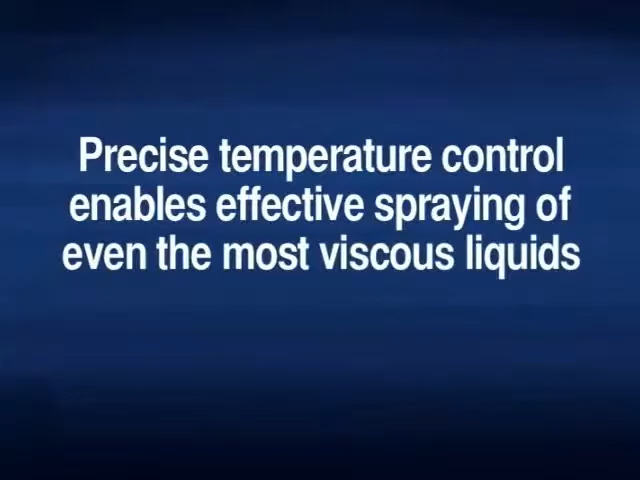 Precise temperature control
enables effective spraying of
even the most viscous liquids